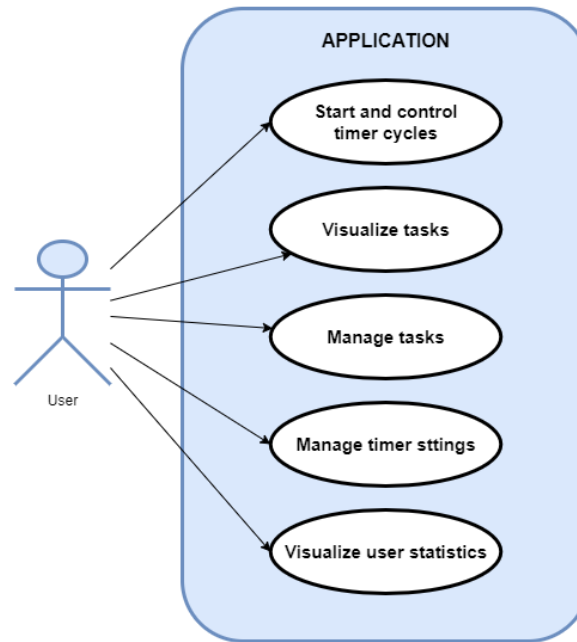 APPLICATION
Start and control
timer cycles
Visualize tasks
Manage tasks
User
Manage timer sttings
Visualize user statistics